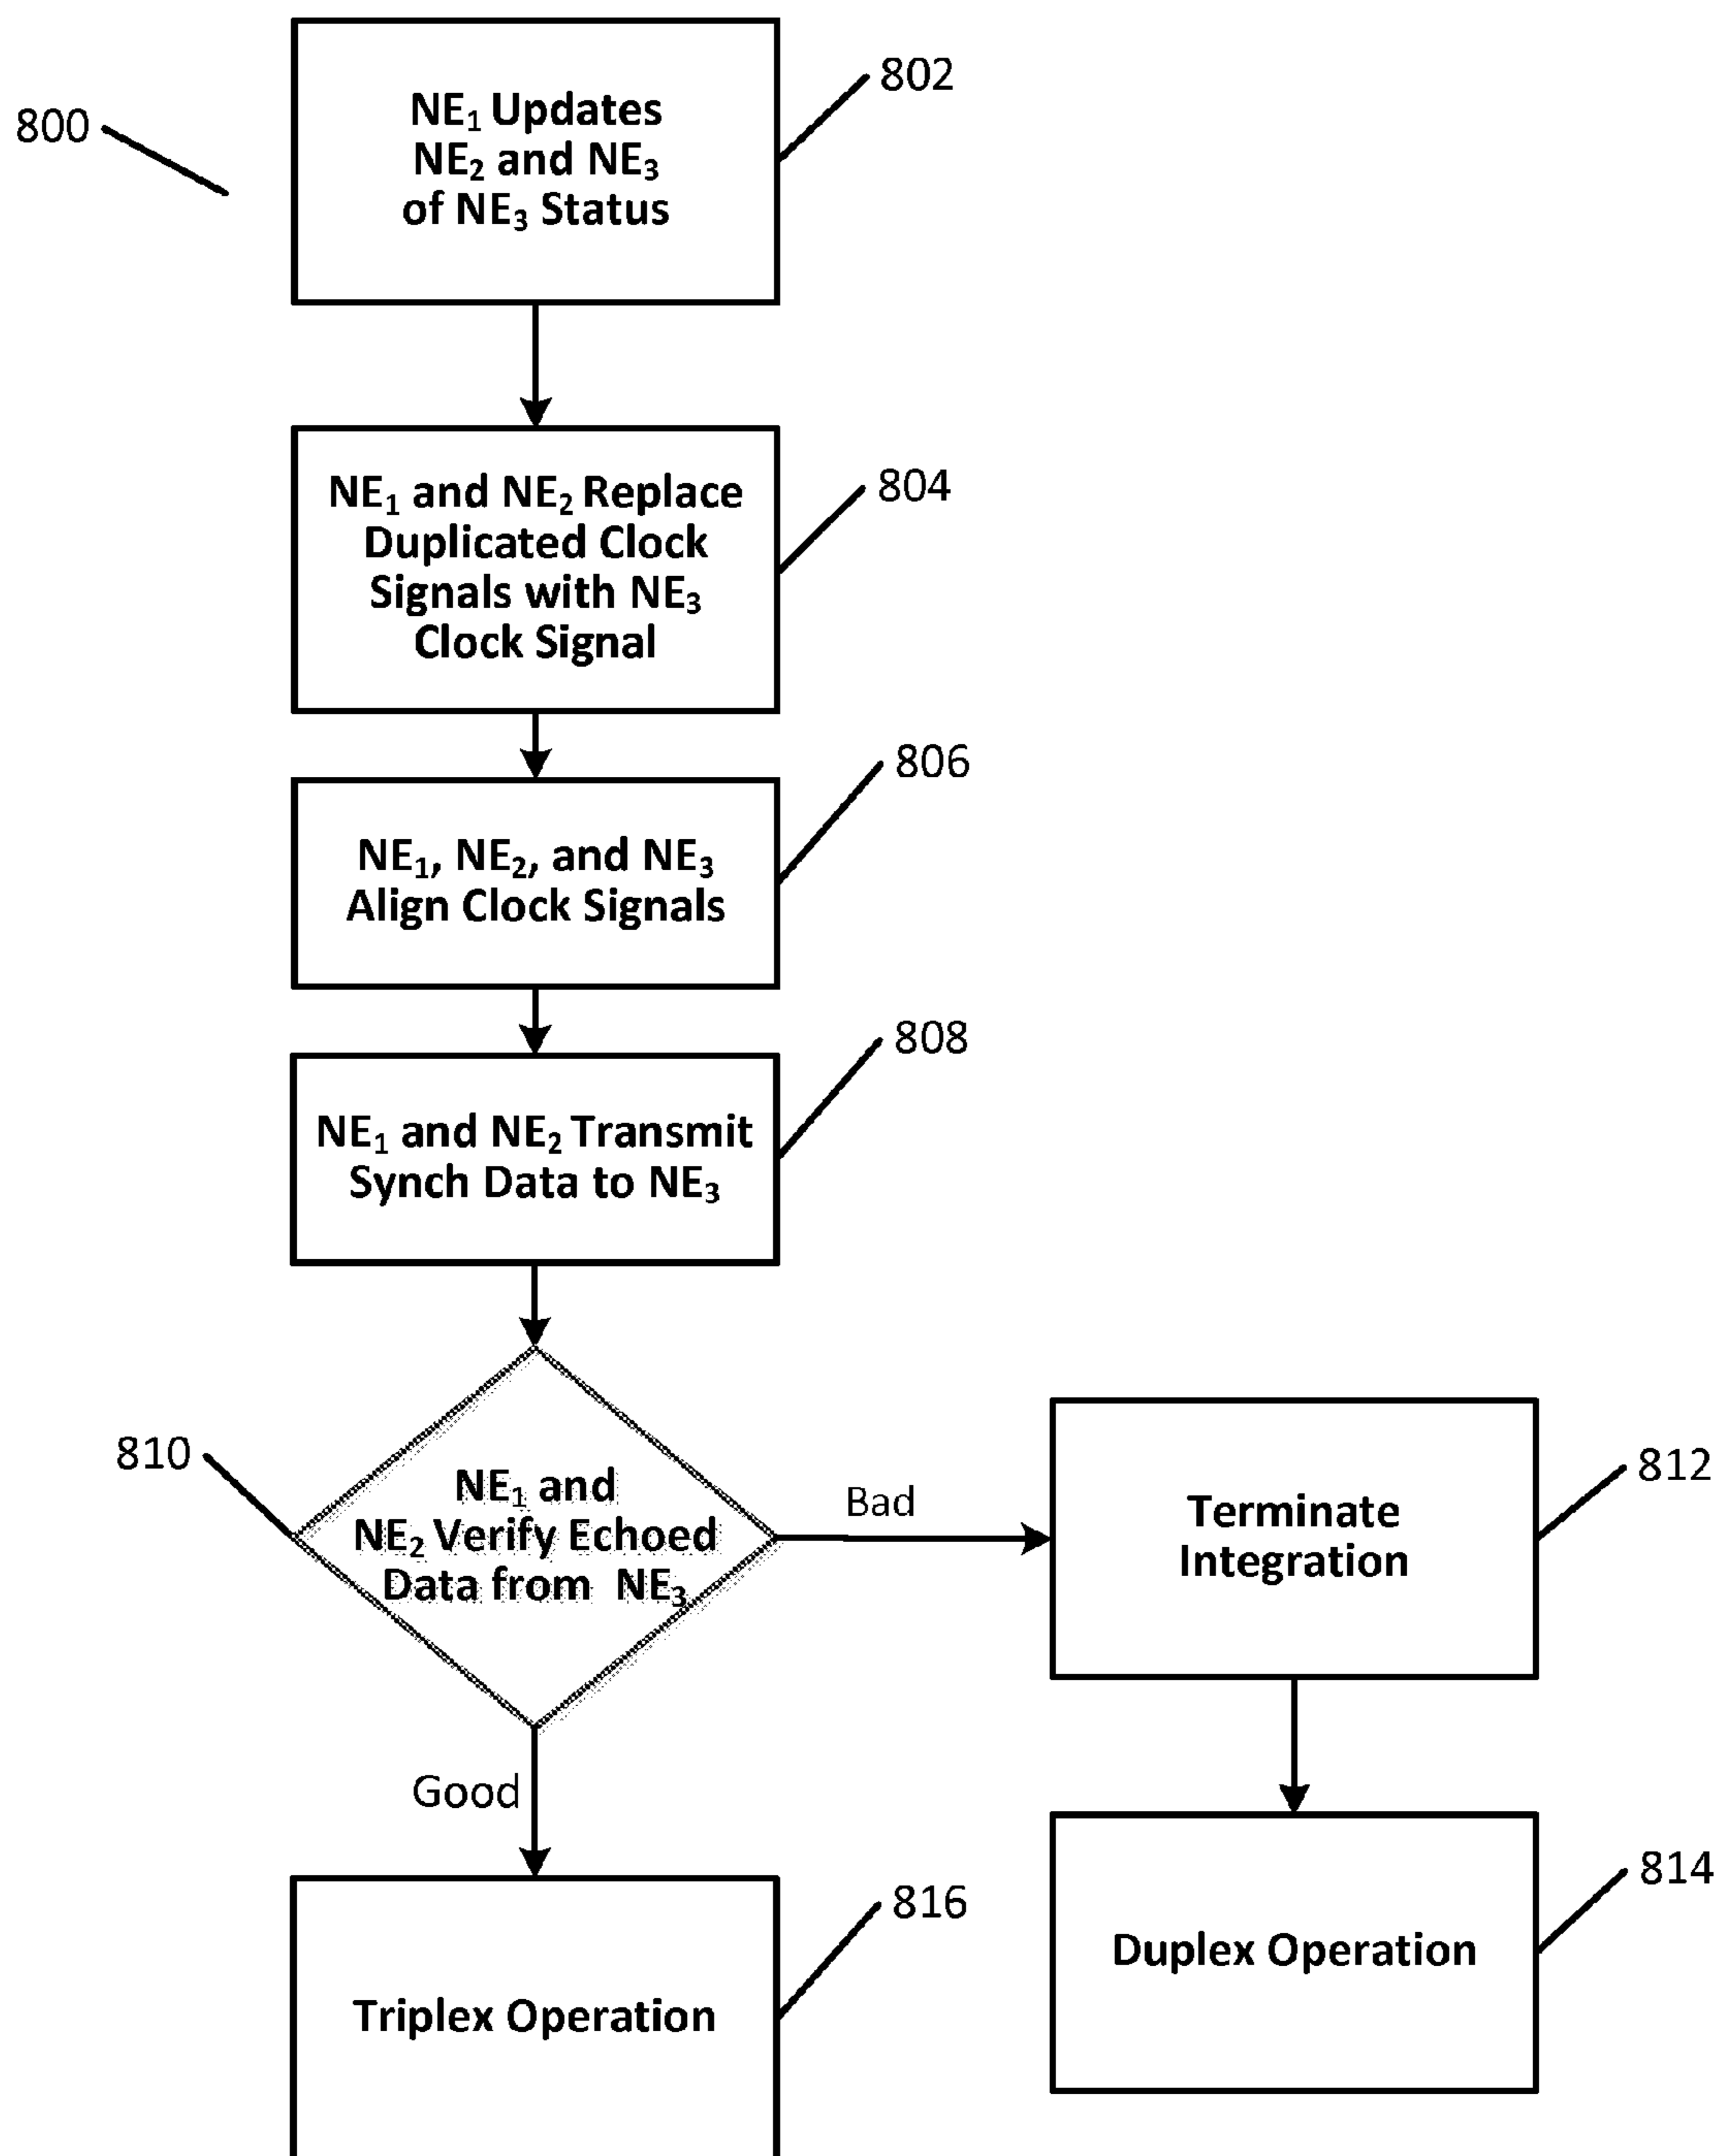 800
802
NE₁ Updates
NE₂ and NE₃
of NE₃ Status
804
NE₁ and NE₂ Replace
Duplicated Clock
Signals with NE₃
Clock Signal
806
NE₁, NE₂, and NE₃
Align Clock Signals
808
NE₁ and NE₂ Transmit
Synch Data to NE₃
810
NE₁ and
NE₂ Verify Echoed
Data from NE₃
Bad
812
Terminate
Integration
Good
814
Duplex Operation
816
Triplex Operation